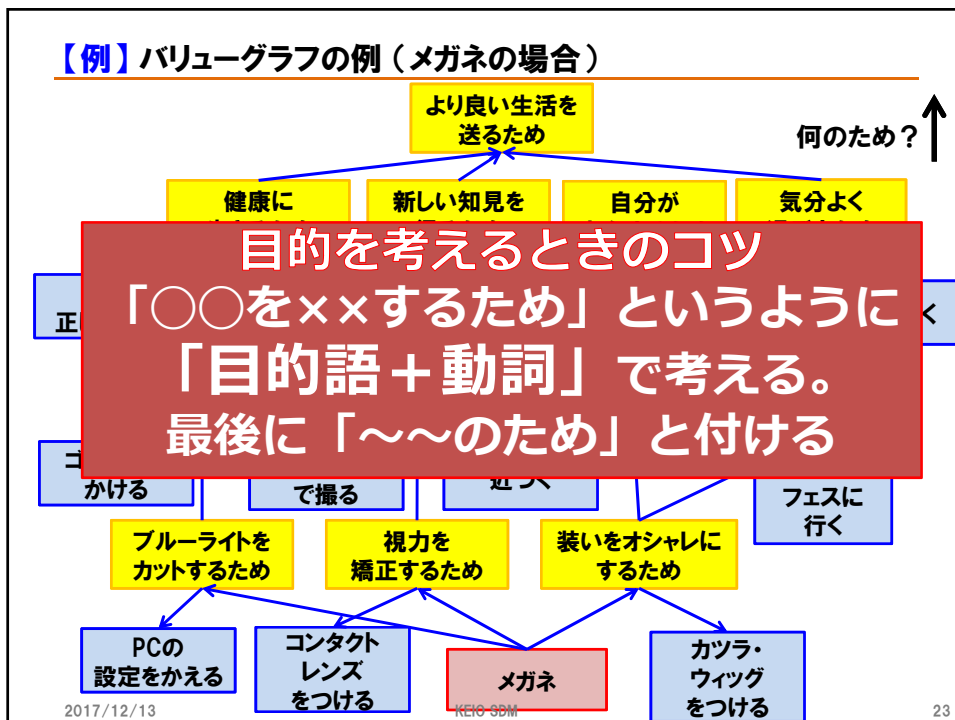 【例】バリューグラフの例（メガネの場合）
より良い生活を
送るため
何のため？
健康に
新しい知見を
自分が
気分よく
目的を考えるときのコツ
「○○を××するため」というように
「目的語＋動詞」で考える。
最後に「～～のため」と付ける
正
く
かける
で撮る
近づく
フェスに
行く
ブルーライトを
カットするため
視力を
矯正するため
装いをオシャレに
するため
PCの
設定をかえる
コンタクト
レンズ
をつける
メガネ
カツラ・
ウィッグ
をつける
2017/12/13
KEIO SDM
23